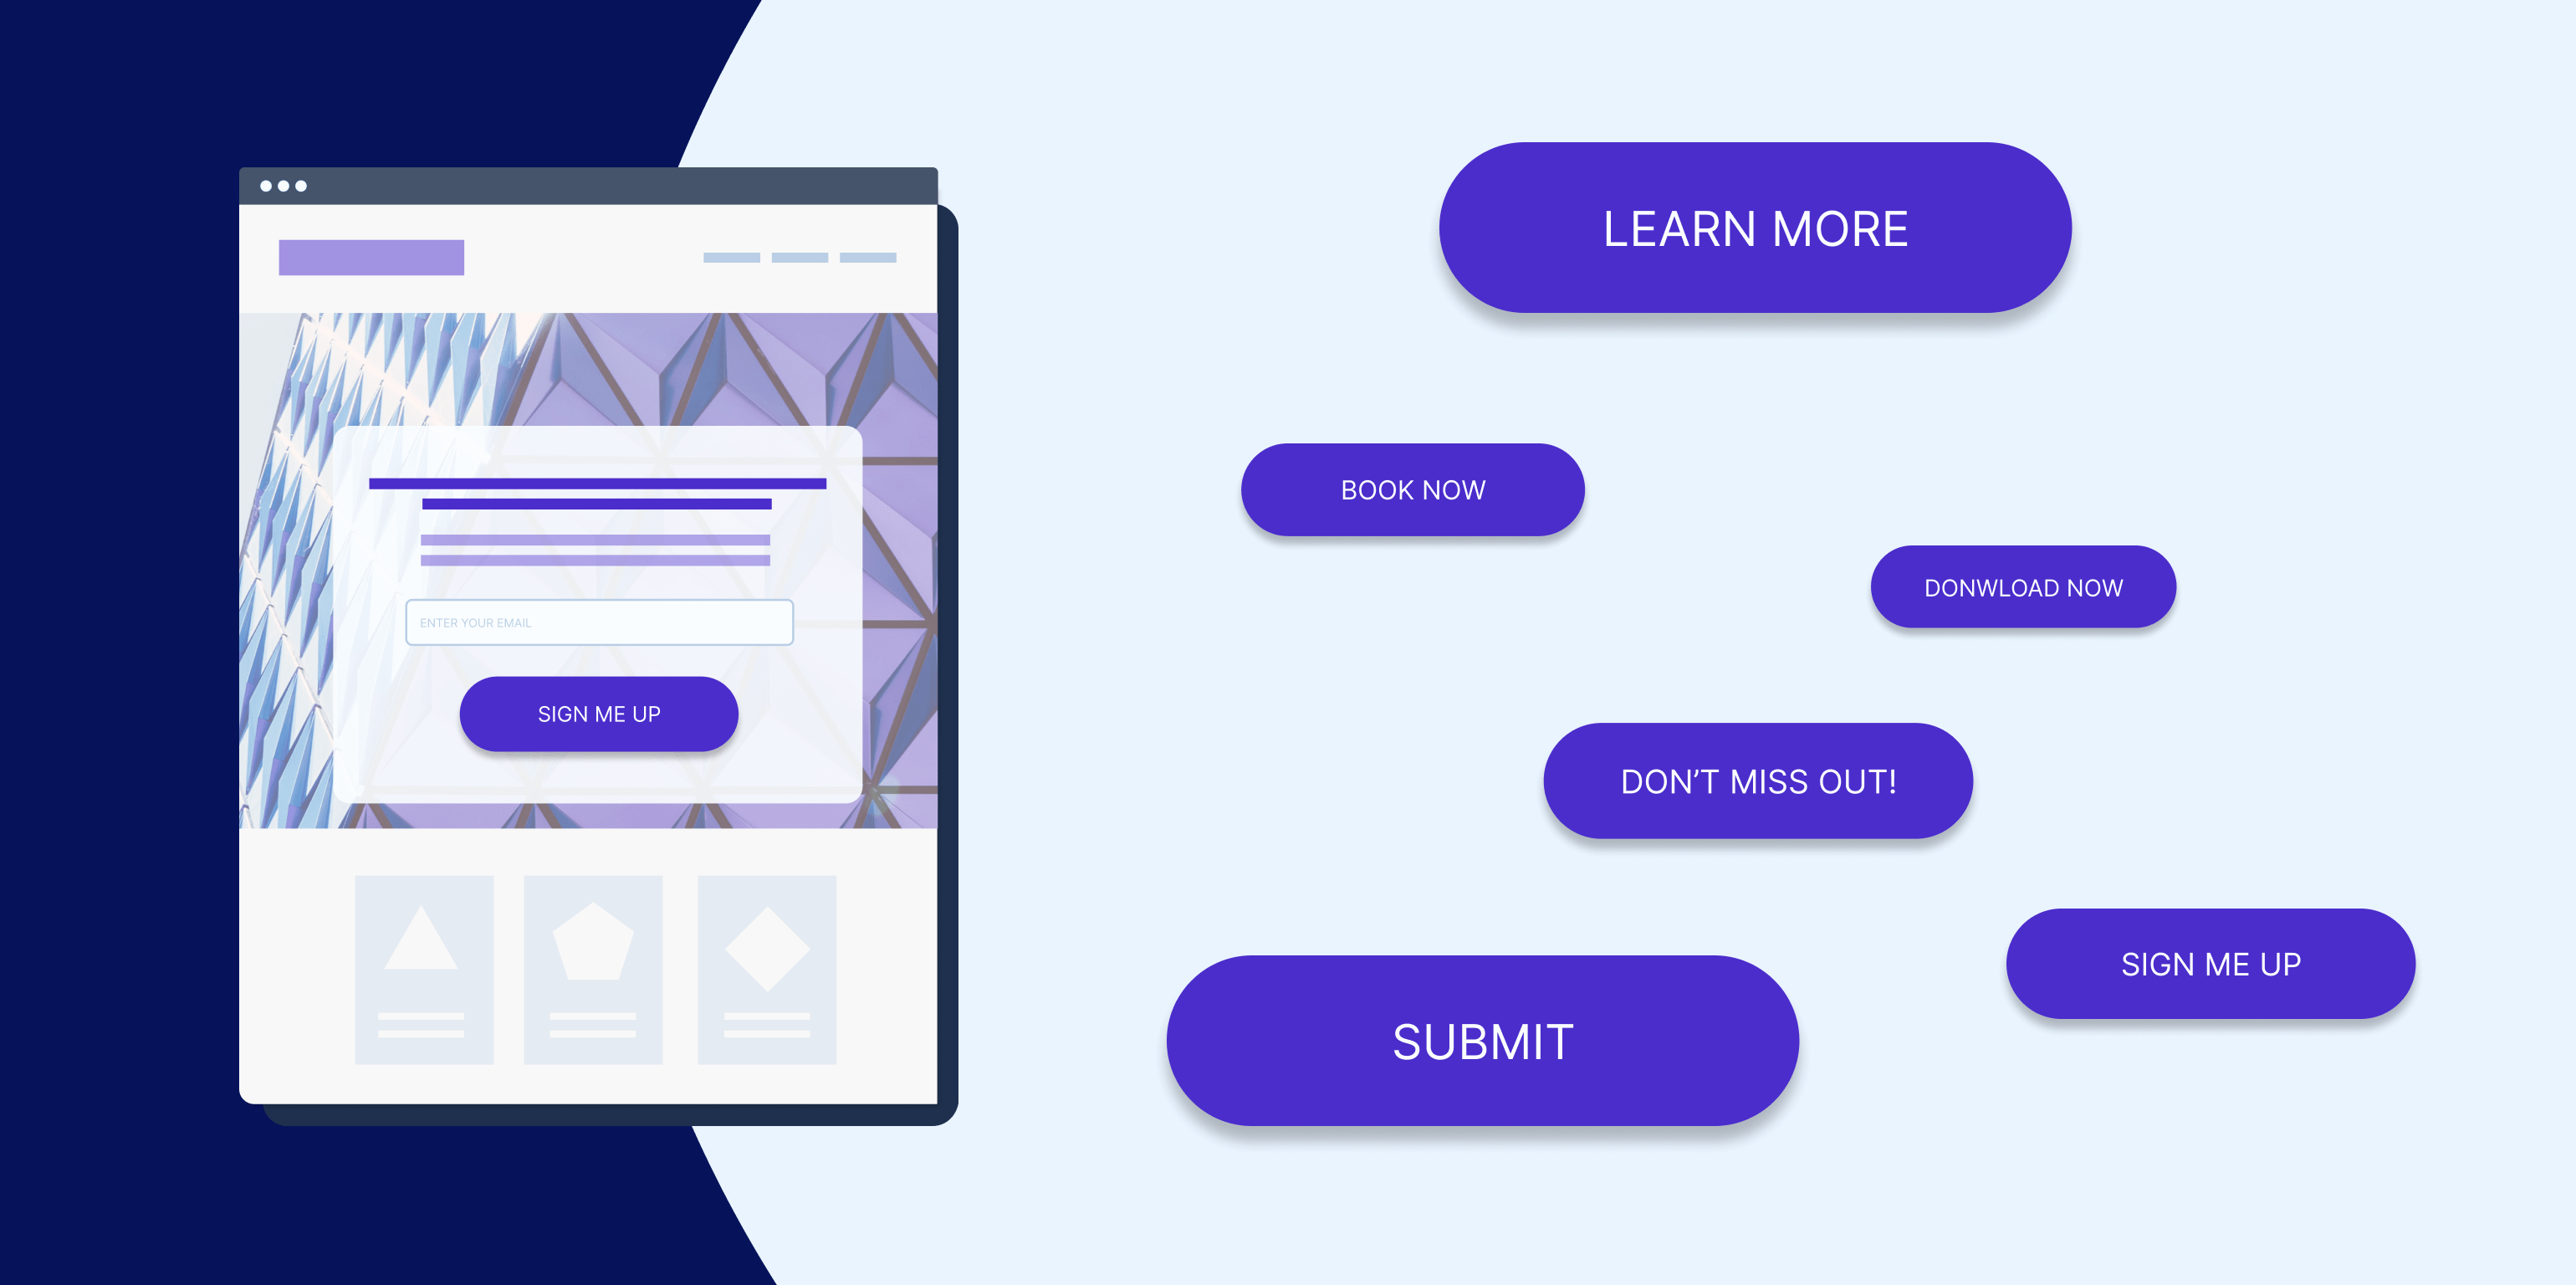 ENTER YOUR EMAIL
SIGN ME UP
LEARN MORE
BOOK NOW
DONWLOAD NOW
DON’T MISS OUT!
SIGN ME UP
SUBMIT